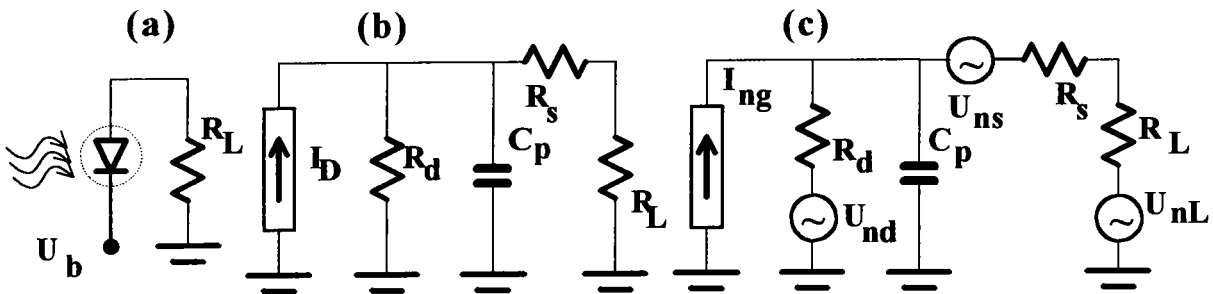 (a)
R_L
U_b
(b)
I_D
R_d
C_p
R_s
R_L
(c)
I_ng
R_d
U_nd
C_p
U_ns
R_s
R_L
U_nL